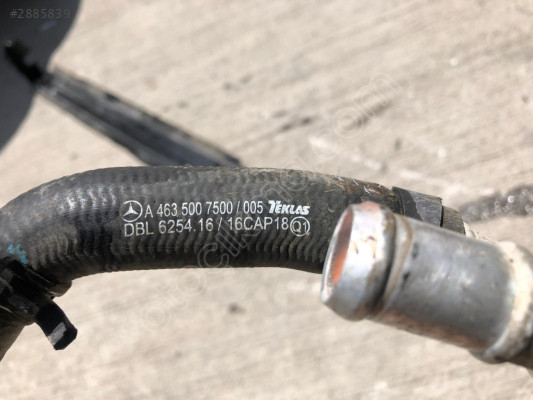 #2885839
A 463 500 7500 / 005 TEKLAS
DBL 6254.16 / 16CAP18 Q1